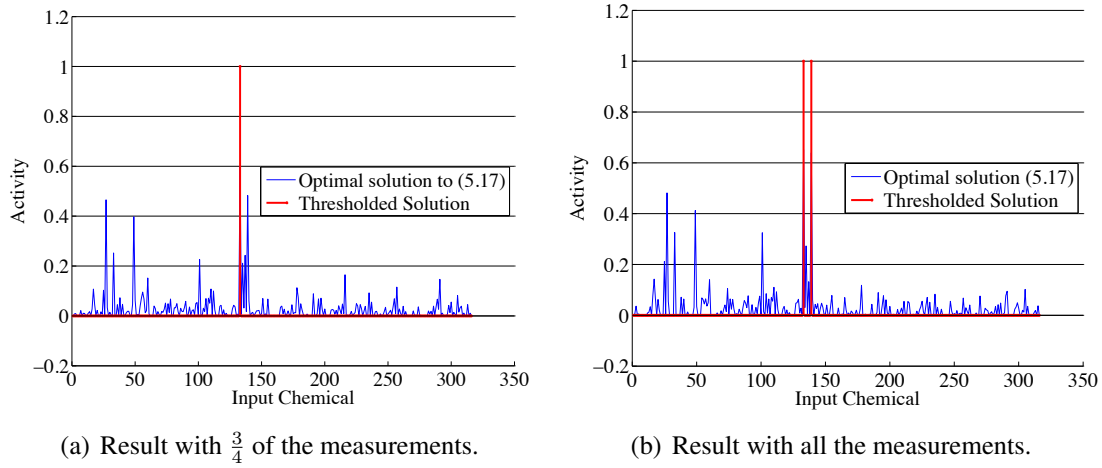 1.2
1
0.8
0.6
0.4
0.2
0
−0.2
Activity
0 50 100 150 200 250 300 350
Input Chemical
Optimal solution to (5.17)
Thresholded Solution
(a) Result with 3/4 of the measurements.
1.2
1
0.8
0.6
0.4
0.2
0
−0.2
Activity
0 50 100 150 200 250 300 350
Input Chemical
Optimal solution (5.17)
Thresholded Solution
(b) Result with all the measurements.